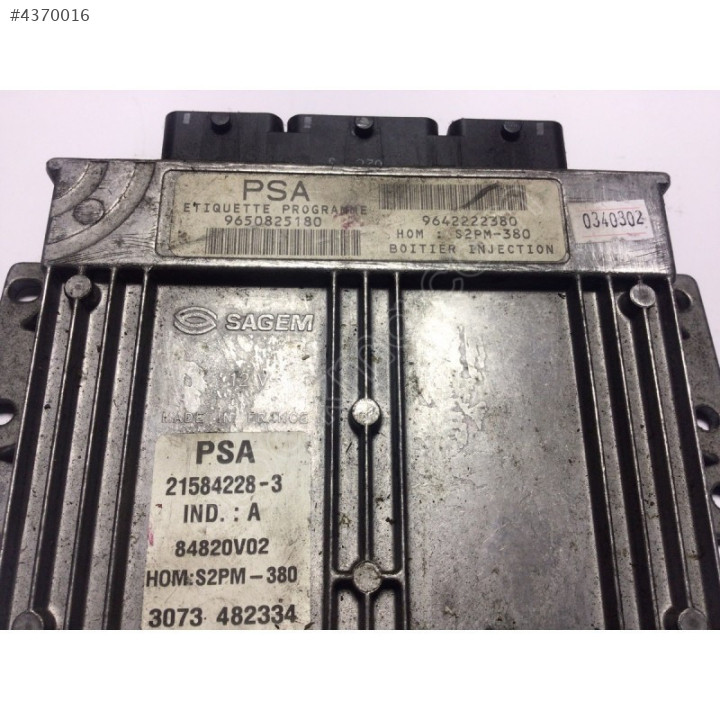 #4370016
PSA
ETIQUETTE PROGRAMME
9650825180
9642222380
HOM : S2PM-380
BOITIER INJECTION
0340302
SAGEM
12V
MADE IN FRANCE
PSA
21584228-3
IND. : A
84820V02
HOM:S2PM-380
3073 482334